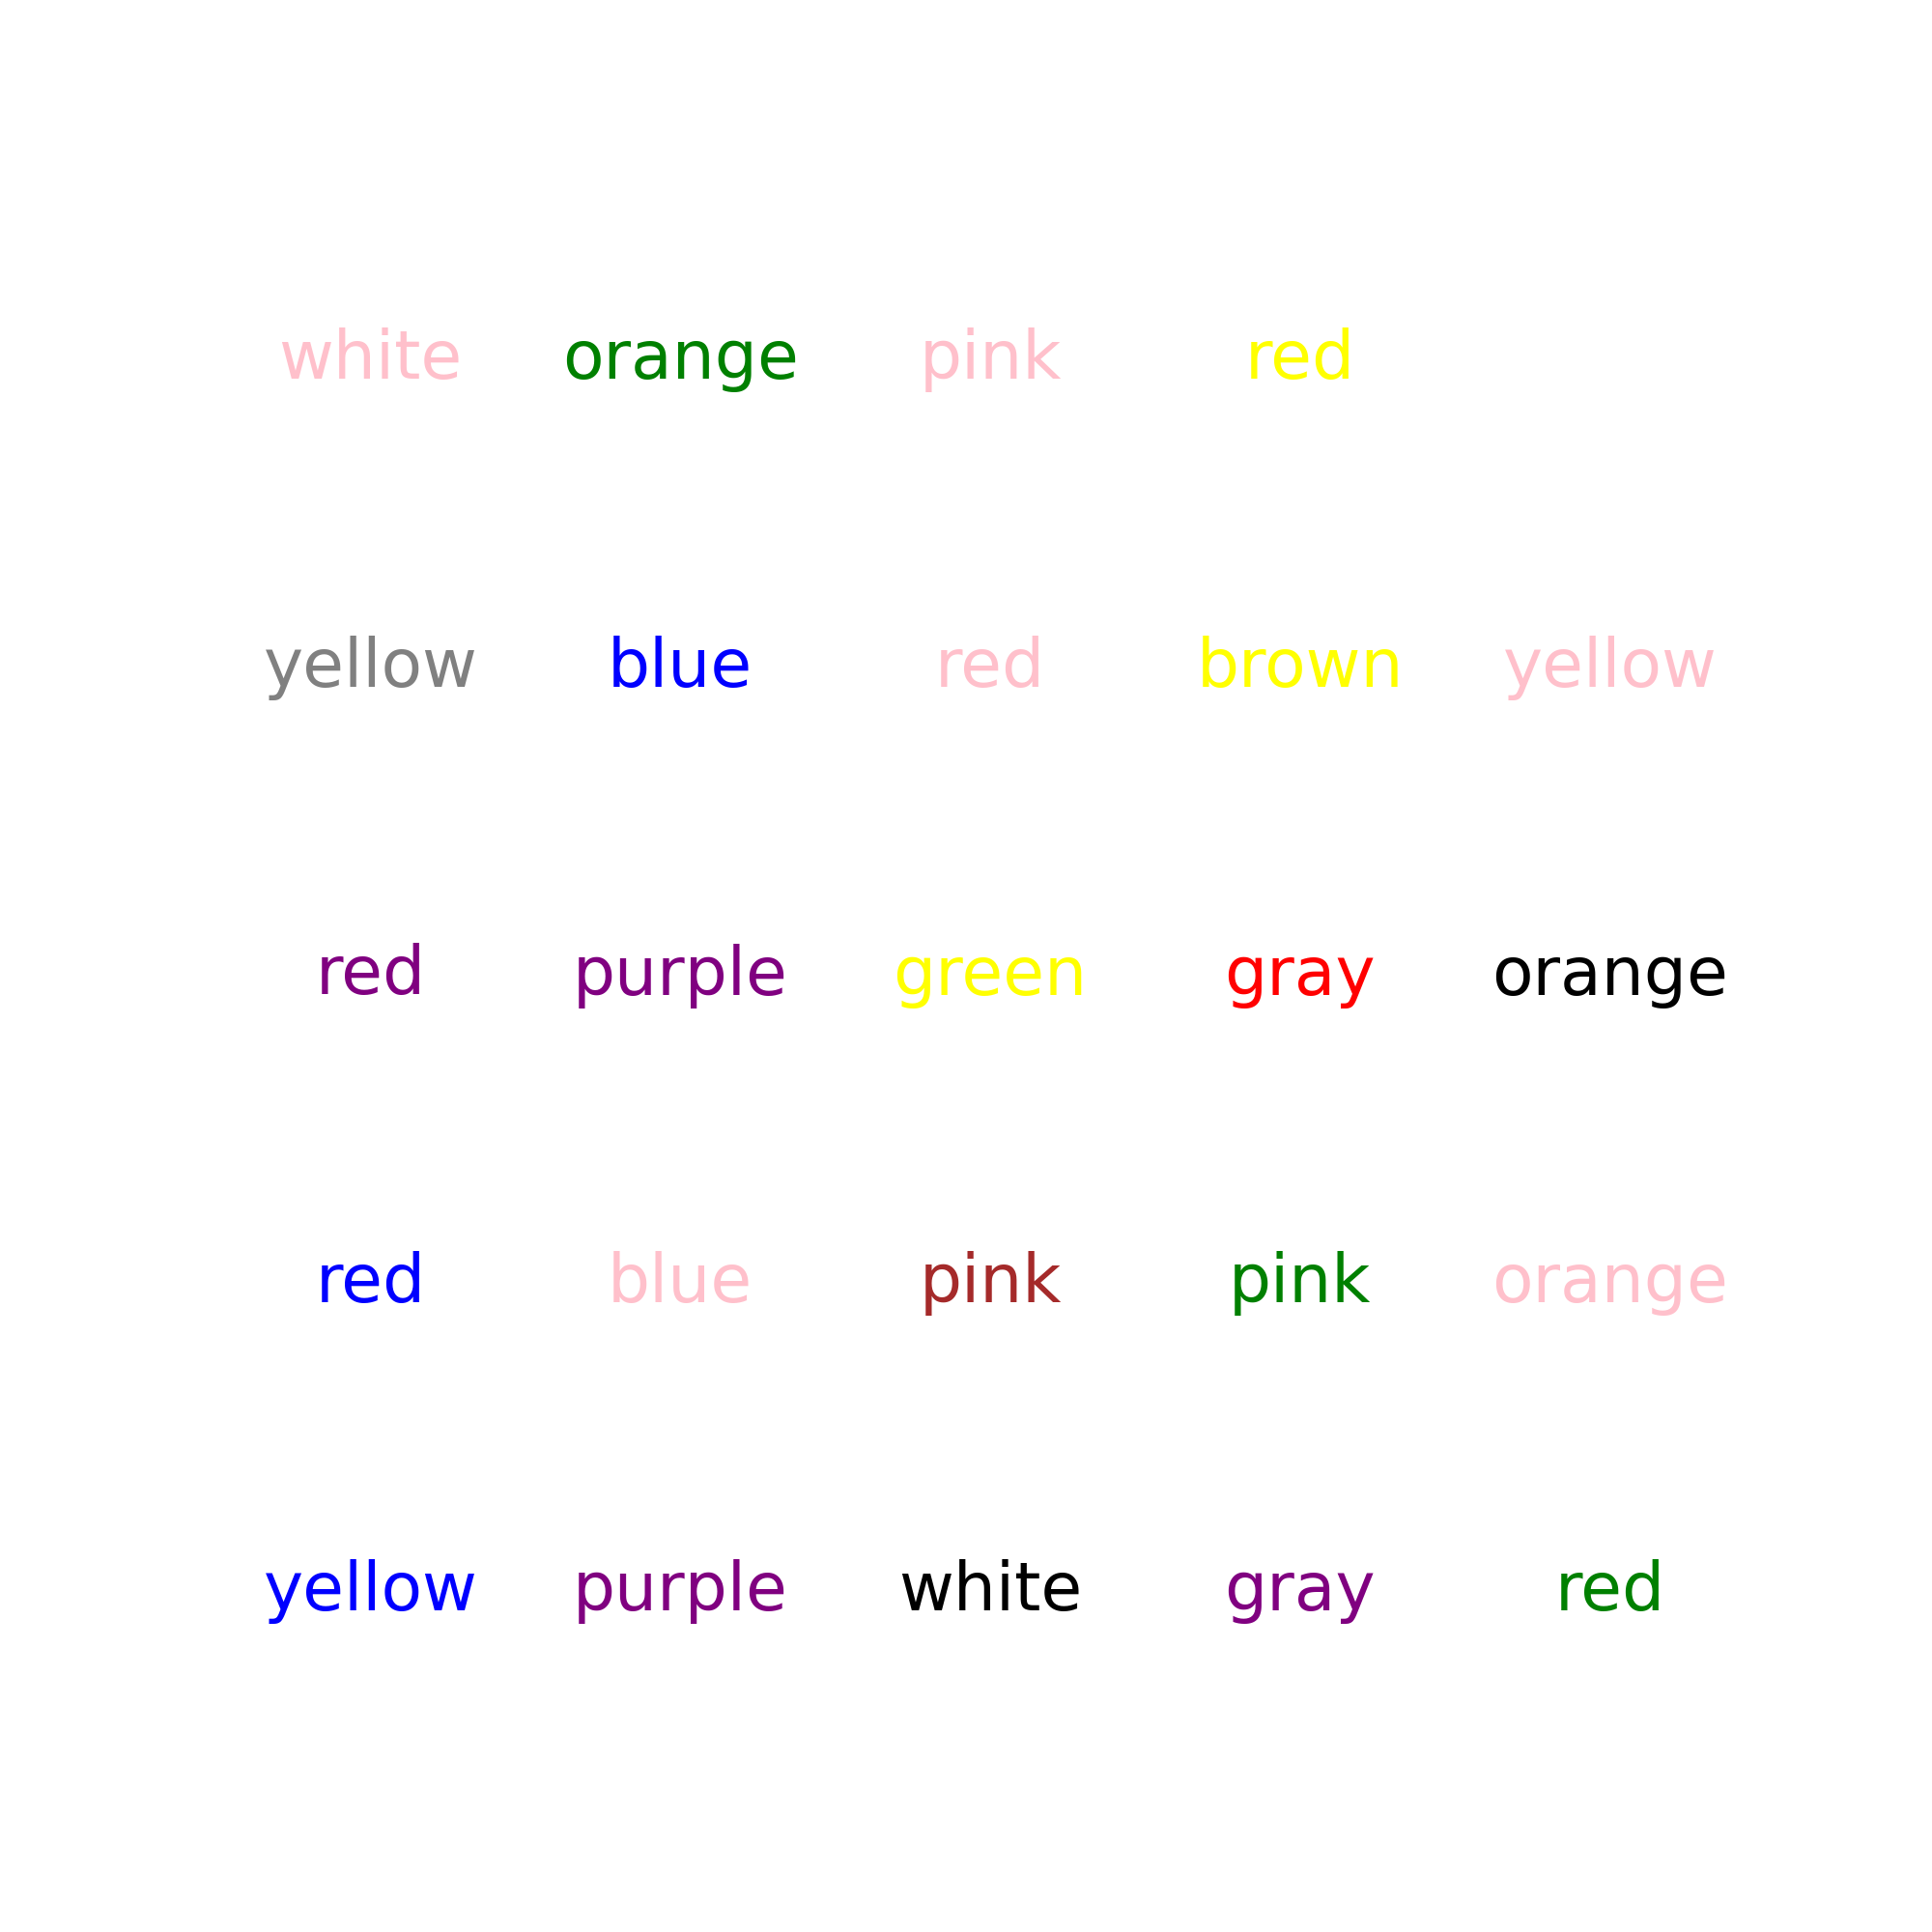 white orange pink red
yellow blue red brown yellow
red purple green gray orange
red blue pink pink orange
yellow purple white gray red